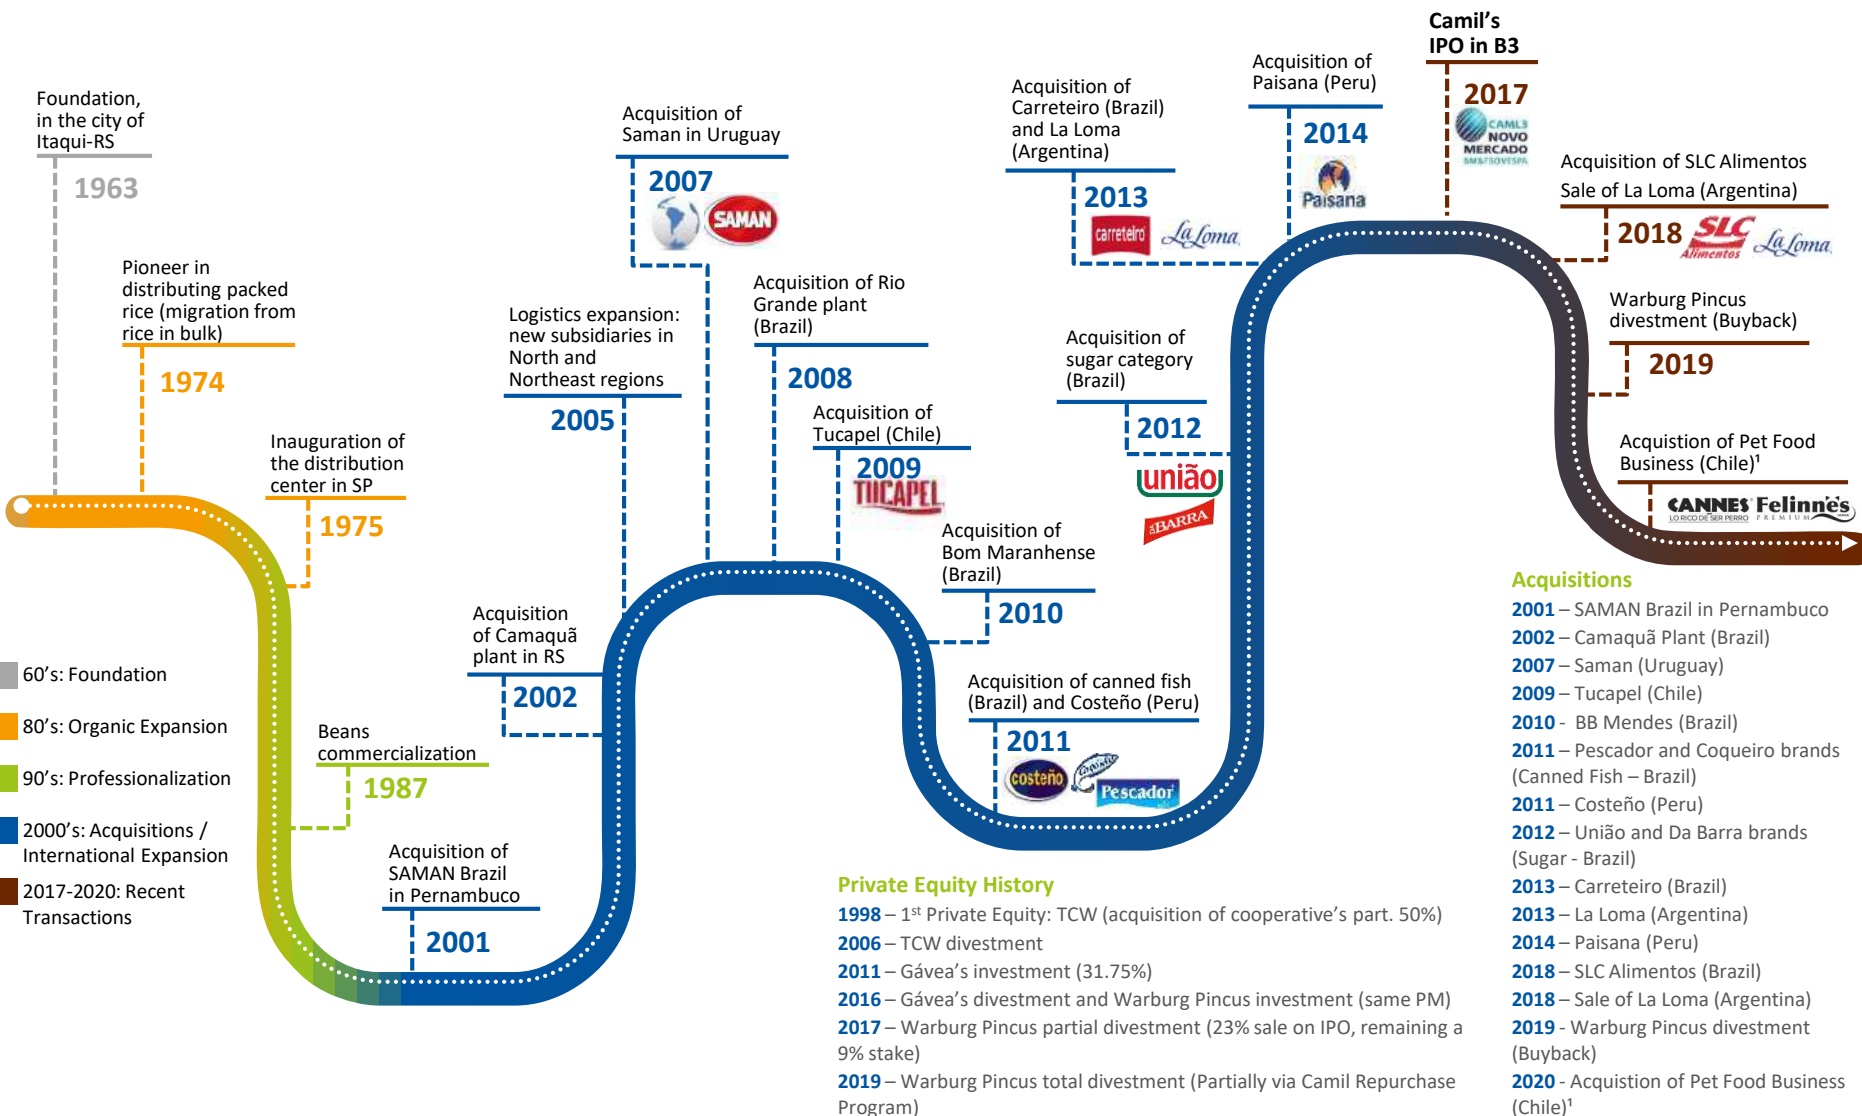 Foundation,
in the city of
Itaqui-RS
1963
Pioneer in
distributing packed
rice (migration from
rice in bulk)
1974
Inauguration of
the distribution
center in SP
1975
Beans
commercialization
1987
Acquisition of
SAMAN Brazil
in Pernambuco
2001
Acquisition
of Camaquã
plant in RS
2002
Logistics expansion:
new subsidiaries in
North and
Northeast regions
2005
Acquisition of
Saman in Uruguay
2007
SAMAN
Acquisition of Rio
Grande plant
(Brazil)
2008
Acquisition of
Tucapel (Chile)
2009
TUCAPEL
Acquisition of
Bom Maranhense
(Brazil)
2010
Acquisition of canned fish
(Brazil) and Costeño (Peru)
2011
costeño
Coqueiro
Pescador
Acquisition of
sugar category
(Brazil)
2012
união
DA BARRA
Acquisition of
Carreteiro (Brazil)
and La Loma
(Argentina)
2013
carreteiro
La Loma
Acquisition of
Paisana (Peru)
2014
Paisana
Camil's
IPO in B3
2017
CAML3
NOVO
MERCADO
BM&FBOVESPA
Acquisition of SLC Alimentos
Sale of La Loma (Argentina)
2018
SLC
Alimentos
La Loma
Warburg Pincus
divestment (Buyback)
2019
Acquistion of Pet Food
Business (Chile)¹
CANNES
LO RICO DE SER PERRO
Felinnes
PREMIUM
60's: Foundation
80's: Organic Expansion
90's: Professionalization
2000's: Acquisitions /
International Expansion
2017-2020: Recent
Transactions
Private Equity History
1998 – 1st Private Equity: TCW (acquisition of cooperative's part. 50%)
2006 – TCW divestment
2011 – Gávea's investment (31.75%)
2016 – Gávea's divestment and Warburg Pincus investment (same PM)
2017 – Warburg Pincus partial divestment (23% sale on IPO, remaining a
9% stake)
2019 – Warburg Pincus total divestment (Partially via Camil Repurchase
Program)
Acquisitions
2001 – SAMAN Brazil in Pernambuco
2002 – Camaquã Plant (Brazil)
2007 – Saman (Uruguay)
2009 – Tucapel (Chile)
2010 - BB Mendes (Brazil)
2011 – Pescador and Coqueiro brands
(Canned Fish – Brazil)
2011 – Costeño (Peru)
2012 – União and Da Barra brands
(Sugar - Brazil)
2013 – Carreteiro (Brazil)
2013 – La Loma (Argentina)
2014 – Paisana (Peru)
2018 – SLC Alimentos (Brazil)
2018 – Sale of La Loma (Argentina)
2019 - Warburg Pincus divestment
(Buyback)
2020 - Acquistion of Pet Food Business
(Chile)¹